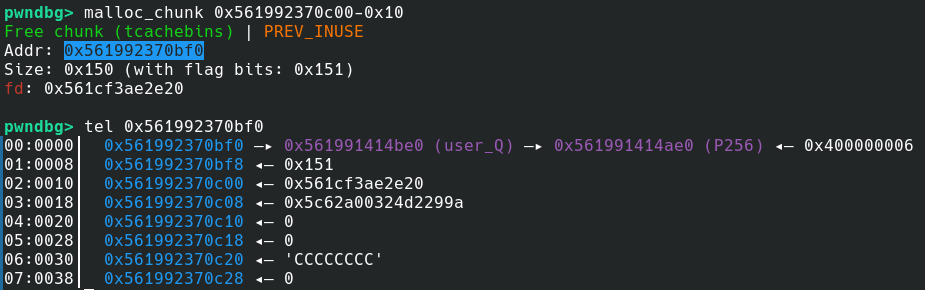 pwndbg> malloc_chunk 0x561992370c00-0x10
Free chunk (tcachebins) | PREV_INUSE
Addr: 0x561992370bf0
Size: 0x150 (with flag bits: 0x151)
fd: 0x561cf3ae2e20
pwndbg> tel 0x561992370bf0
00:0000│  0x561992370bf0 —▸ 0x561991414be0 (user_Q) —▸ 0x561991414ae0 (P256) ◂— 0x400000006
01:0008│  0x561992370bf8 ◂— 0x151
02:0010│  0x561992370c00 ◂— 0x561cf3ae2e20
03:0018│  0x561992370c08 ◂— 0x5c62a00324d2299a
04:0020│  0x561992370c10 ◂— 0
05:0028│  0x561992370c18 ◂— 0
06:0030│  0x561992370c20 ◂— 'CCCCCCCC'
07:0038│  0x561992370c28 ◂— 0